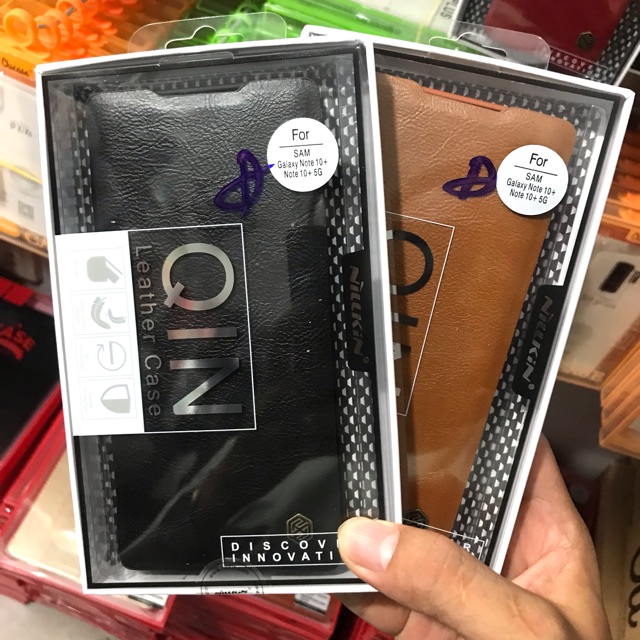 For
SAM
Galaxy Note 10+
Note 10+ 5G
QIN
Leather Case
NILLKIN®
DISCOV
INNOVATI
For
SAM
Galaxy Note 10+
Note 10+ 5G
NILLKIN®